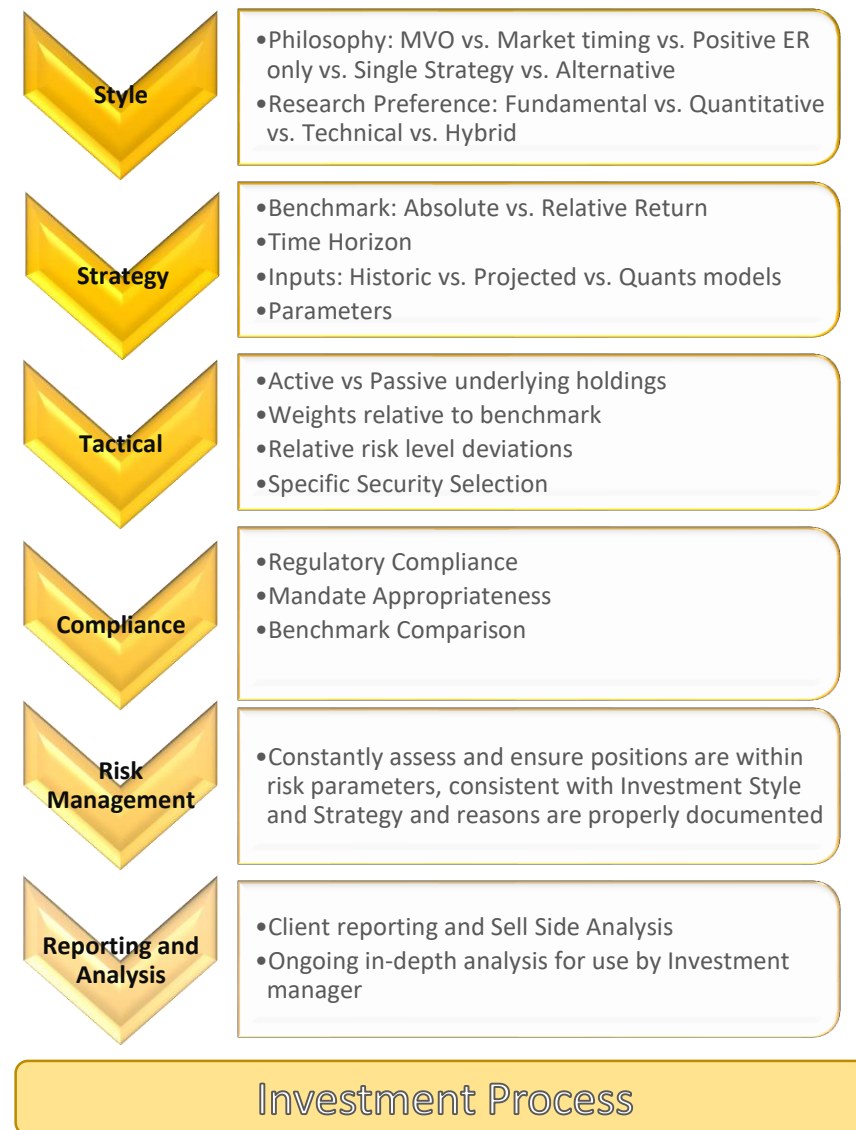 Style
•Philosophy: MVO vs. Market timing vs. Positive ER
only vs. Single Strategy vs. Alternative
•Research Preference: Fundamental vs. Quantitative
vs. Technical vs. Hybrid
Strategy
•Benchmark: Absolute vs. Relative Return
•Time Horizon
•Inputs: Historic vs. Projected vs. Quants models
•Parameters
Tactical
•Active vs Passive underlying holdings
•Weights relative to benchmark
•Relative risk level deviations
•Specific Security Selection
Compliance
•Regulatory Compliance
•Mandate Appropriateness
•Benchmark Comparison
Risk
Management
•Constantly assess and ensure positions are within
risk parameters, consistent with Investment Style
and Strategy and reasons are properly documented
Reporting and
Analysis
•Client reporting and Sell Side Analysis
•Ongoing in-depth analysis for use by Investment
manager
Investment Process